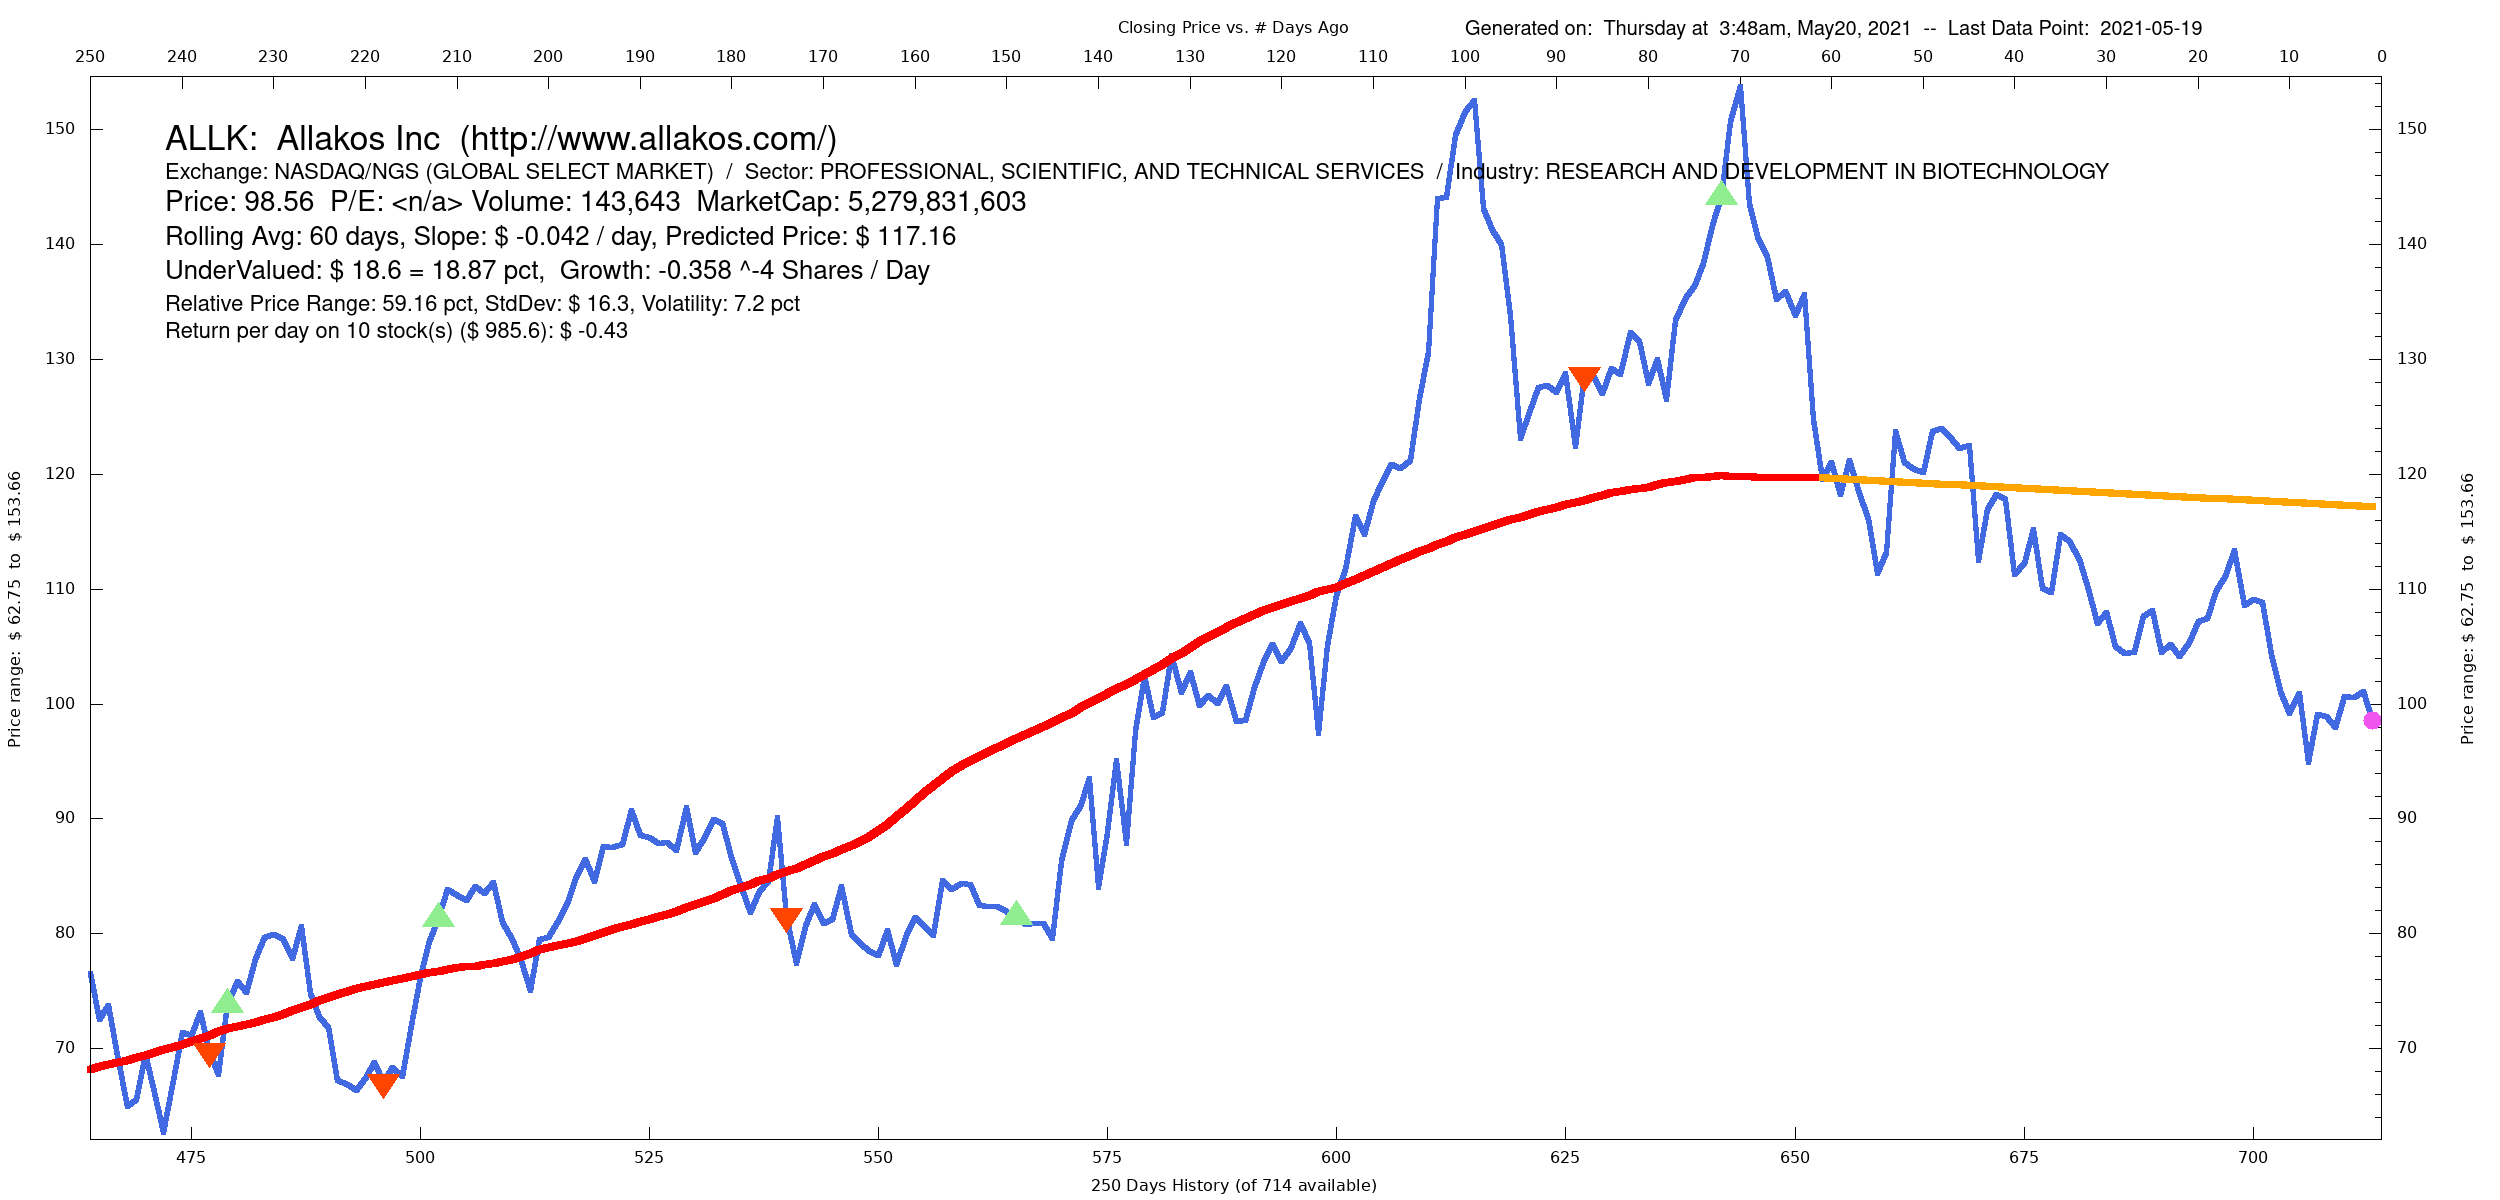 Closing Price vs. # Days Ago
Generated on:  Thursday at  3:48am, May20, 2021  --  Last Data Point:  2021-05-19
250 240 230 220 210 200 190 180 170 160 150 140 130 120 110 100 90 80 70 60 50 40 30 20 10 0
ALLK:  Allakos Inc  (http://www.allakos.com/)
Exchange: NASDAQ/NGS (GLOBAL SELECT MARKET)  /  Sector: PROFESSIONAL, SCIENTIFIC, AND TECHNICAL SERVICES  /  Industry: RESEARCH AND DEVELOPMENT IN BIOTECHNOLOGY
Price: 98.56  P/E: <n/a> Volume: 143,643  MarketCap: 5,279,831,603
Rolling Avg: 60 days, Slope: $ -0.042 / day, Predicted Price: $ 117.16
UnderValued: $ 18.6 = 18.87 pct,  Growth: -0.358 ^-4 Shares / Day
Relative Price Range: 59.16 pct, StdDev: $ 16.3, Volatility: 7.2 pct
Return per day on 10 stock(s) ($ 985.6): $ -0.43
150 150
140 140
130 130
120 120
110 110
100 100
90 90
80 80
70 70
Price range:  $ 62.75  to  $ 153.66
Price range: $ 62.75  to  $ 153.66
475 500 525 550 575 600 625 650 675 700
250 Days History (of 714 available)